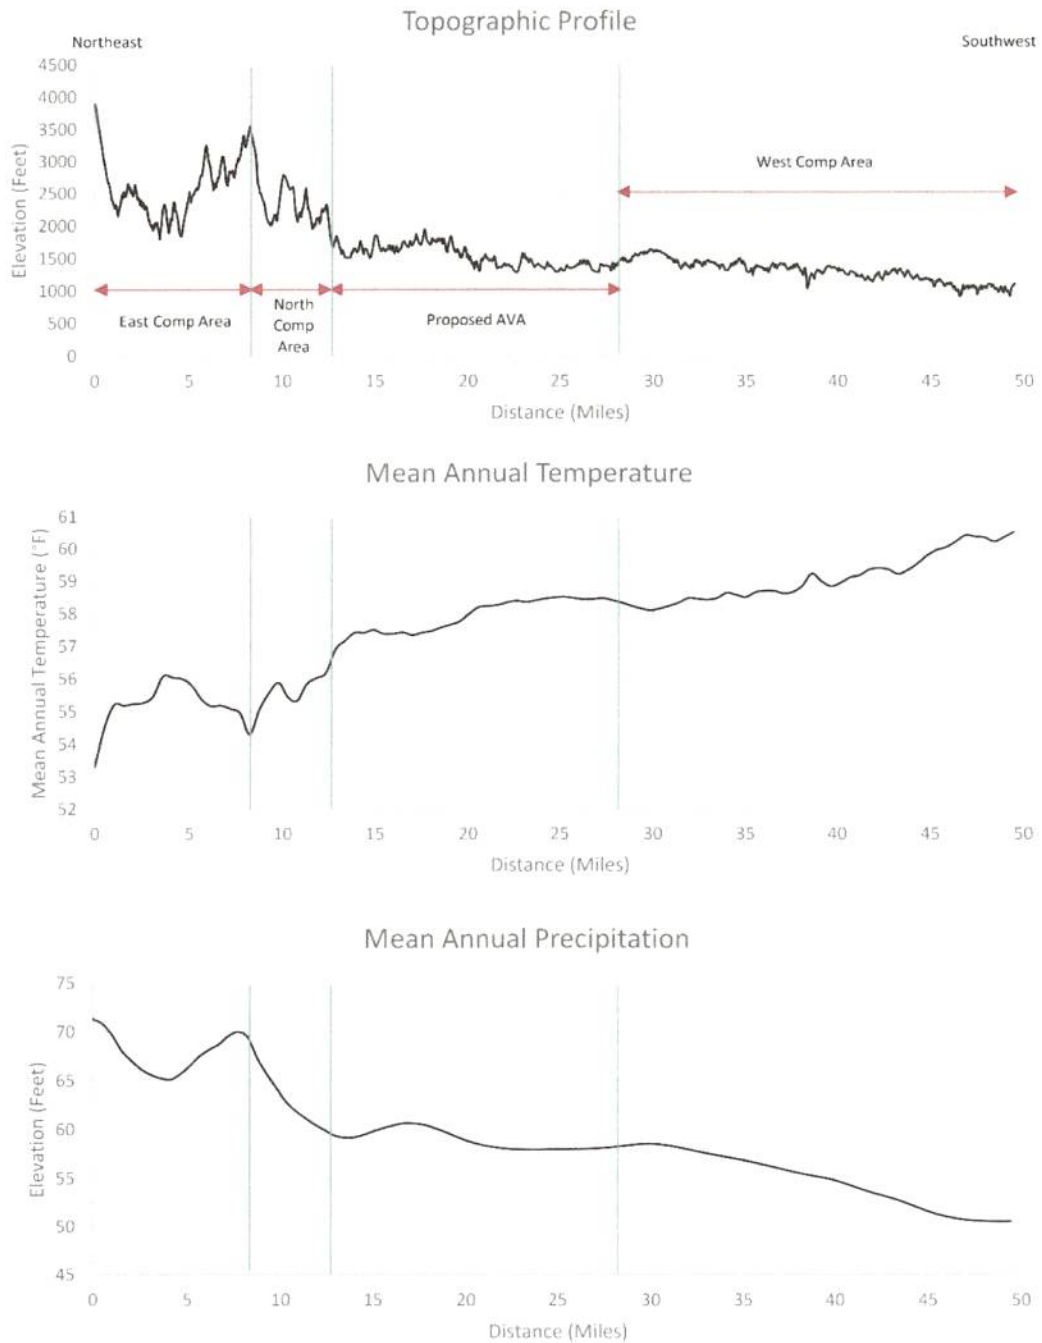 Topographic Profile
Northeast
Southwest
4500
4000
3500
3000
2500
2000
1500
1000
500
0
Elevation (Feet)
West Comp Area
East Comp Area
North
Comp
Area
Proposed AVA
0 5 10 15 20 25 30 35 40 45 50
Distance (Miles)
Mean Annual Temperature
61
60
59
58
57
56
55
54
53
52
Mean Annual Temperature (°F)
0 5 10 15 20 25 30 35 40 45 50
Distance (Miles)
Mean Annual Precipitation
75
70
65
60
55
50
45
Elevation (Feet)
0 5 10 15 20 25 30 35 40 45 50
Distance (Miles)